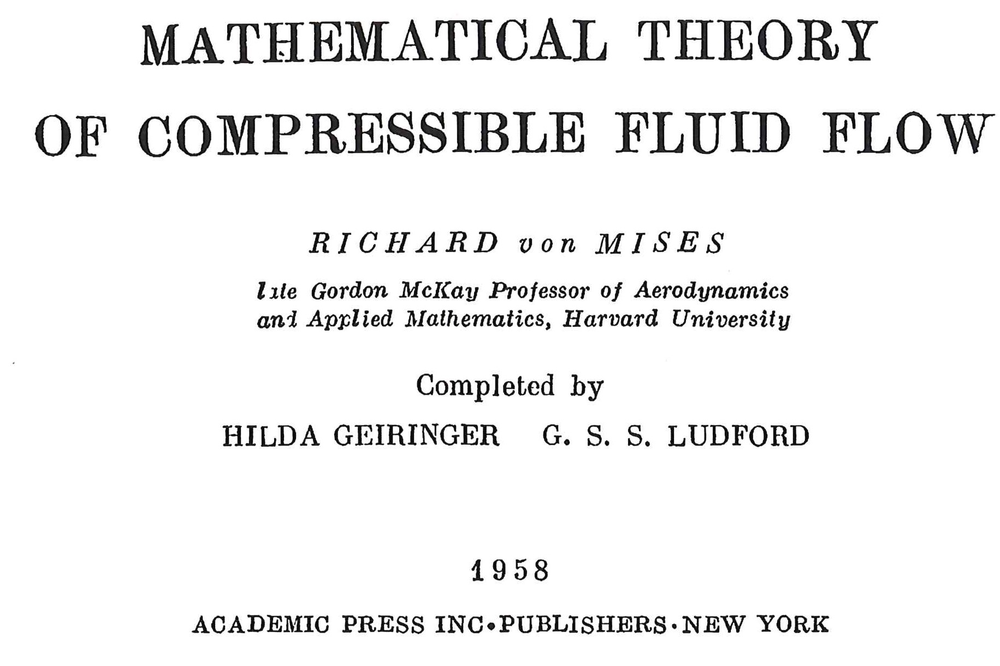 MATHEMATICAL THEORY
OF COMPRESSIBLE FLUID FLOW
RICHARD von MISES
late Gordon McKay Professor of Aerodynamics
and Applied Mathematics, Harvard University
Completed by
HILDA GEIRINGER G. S. S. LUDFORD
1958
ACADEMIC PRESS INC•PUBLISHERS·NEW YORK